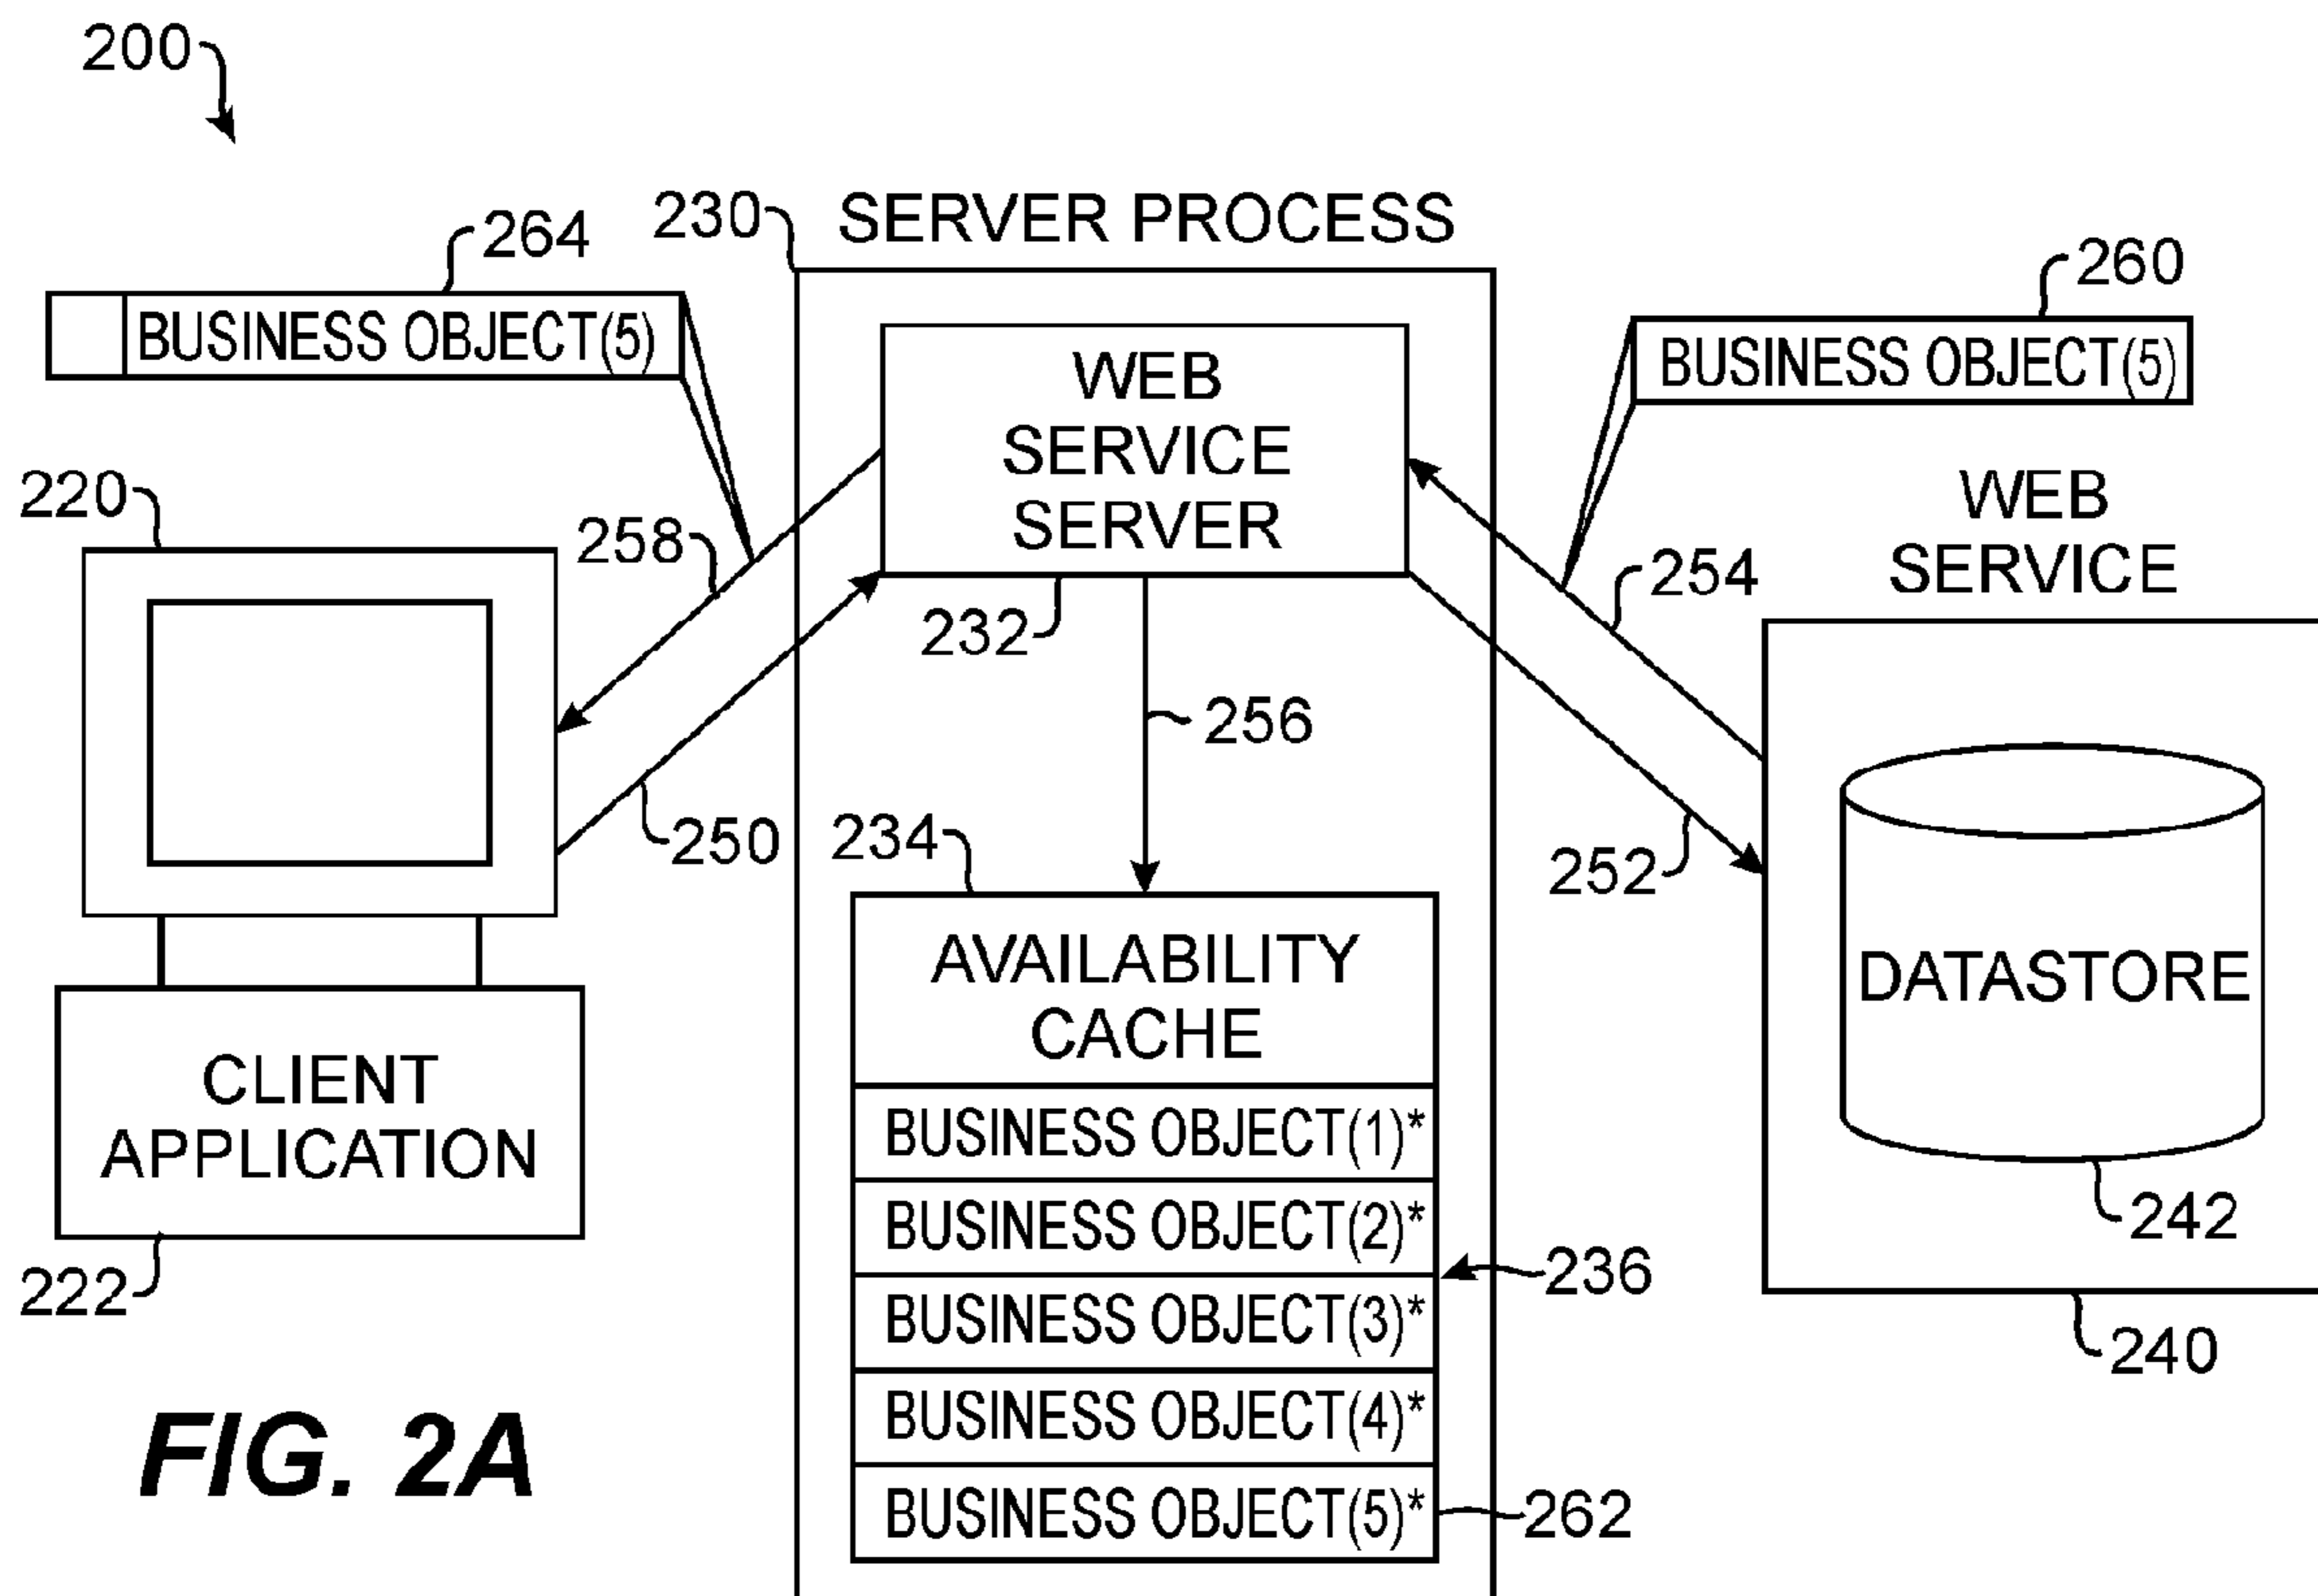 200
264
230
SERVER PROCESS
260
BUSINESS OBJECT(5)
WEB
SERVICE
SERVER
BUSINESS OBJECT(5)
220
258
232
254
WEB
SERVICE
256
250
234
252
AVAILABILITY
CACHE
DATASTORE
CLIENT
APPLICATION
BUSINESS OBJECT(1)*
BUSINESS OBJECT(2)*
BUSINESS OBJECT(3)*
BUSINESS OBJECT(4)*
BUSINESS OBJECT(5)*
242
236
222
240
262
FIG. 2A